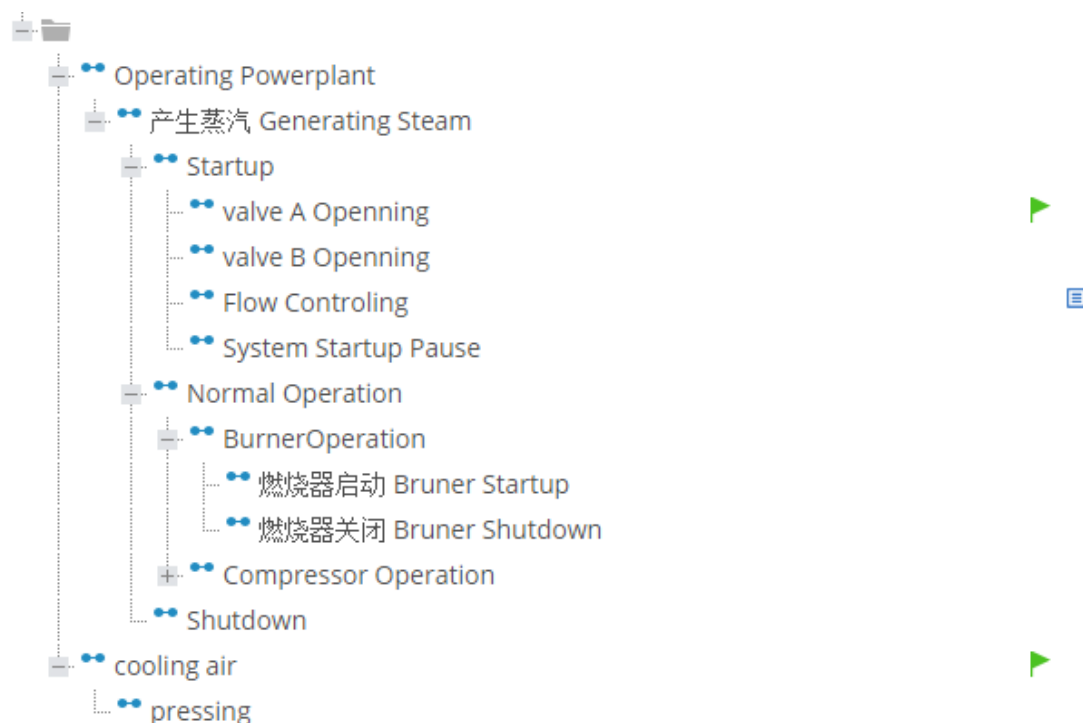 Operating Powerplant
产生蒸汽 Generating Steam
Startup
valve A Openning
valve B Openning
Flow Controling
System Startup Pause
Normal Operation
BurnerOperation
燃烧器启动 Bruner Startup
燃烧器关闭 Bruner Shutdown
Compressor Operation
Shutdown
cooling air
pressing